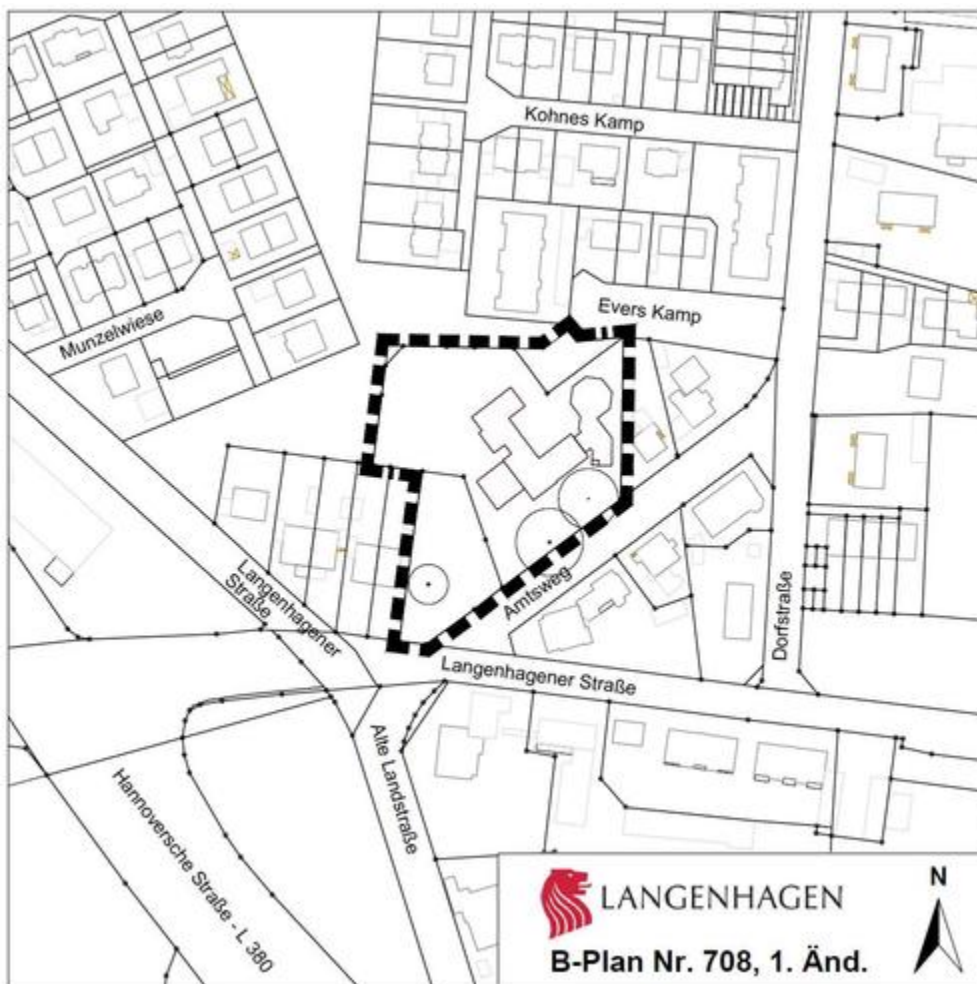 Kohnes Kamp
Evers Kamp
Munzelwiese
Langenhagener
Straße
Amtsweg
Dorfstraße
Langenhagener Straße
Alte Landstraße
Hannoversche Straße - L 380
LANGENHAGEN
N
B-Plan Nr. 708, 1. Änd.